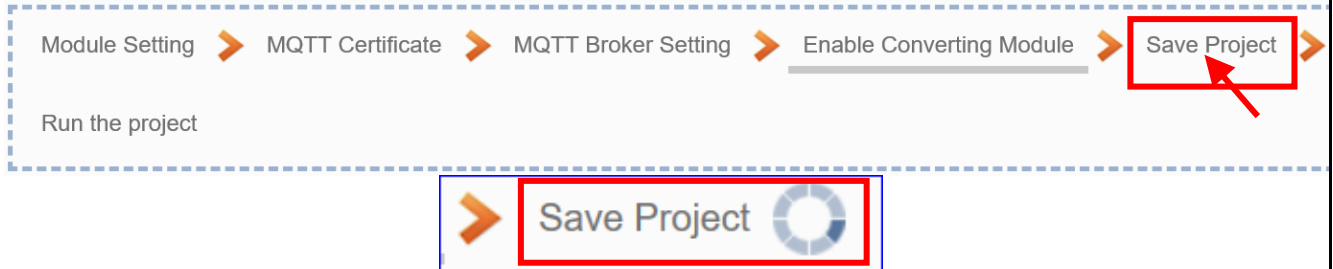 Module Setting MQTT Certificate MQTT Broker Setting Enable Converting Module Save Project
Run the project
Save Project